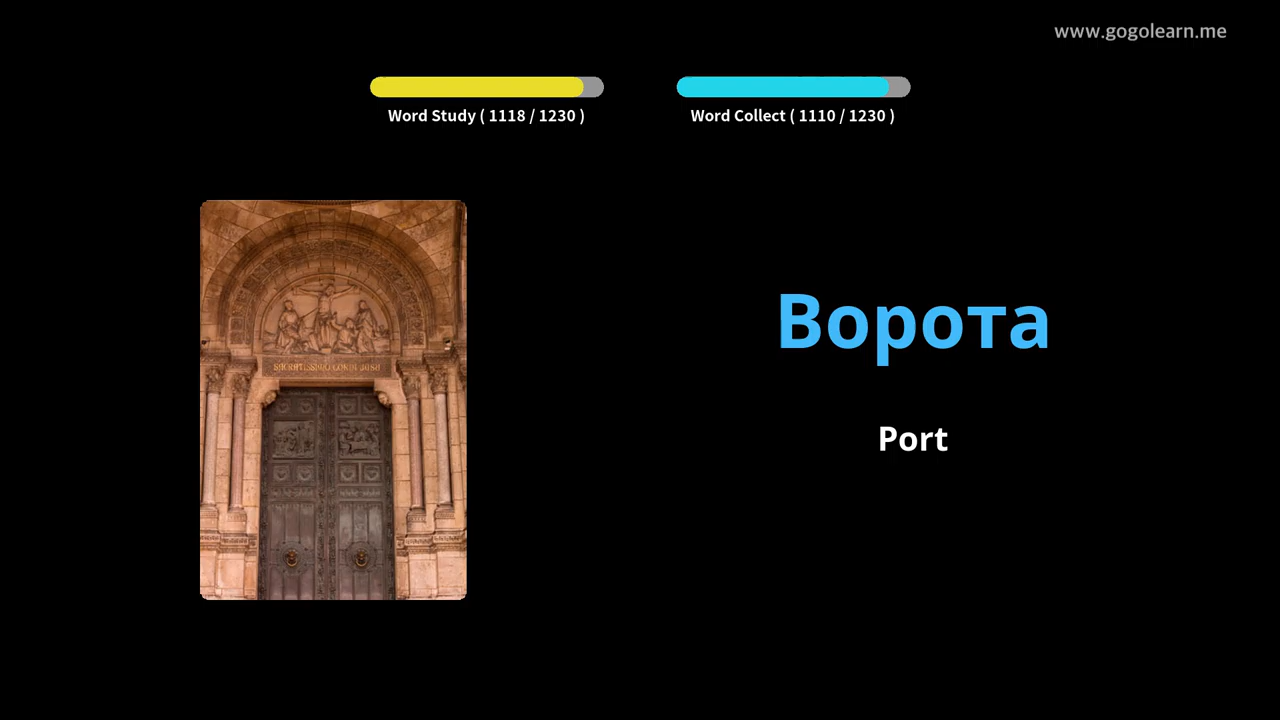 www.gogolearn.me
Word Study ( 1118 / 1230 )
Word Collect ( 1110 / 1230 )
Ворота
Port